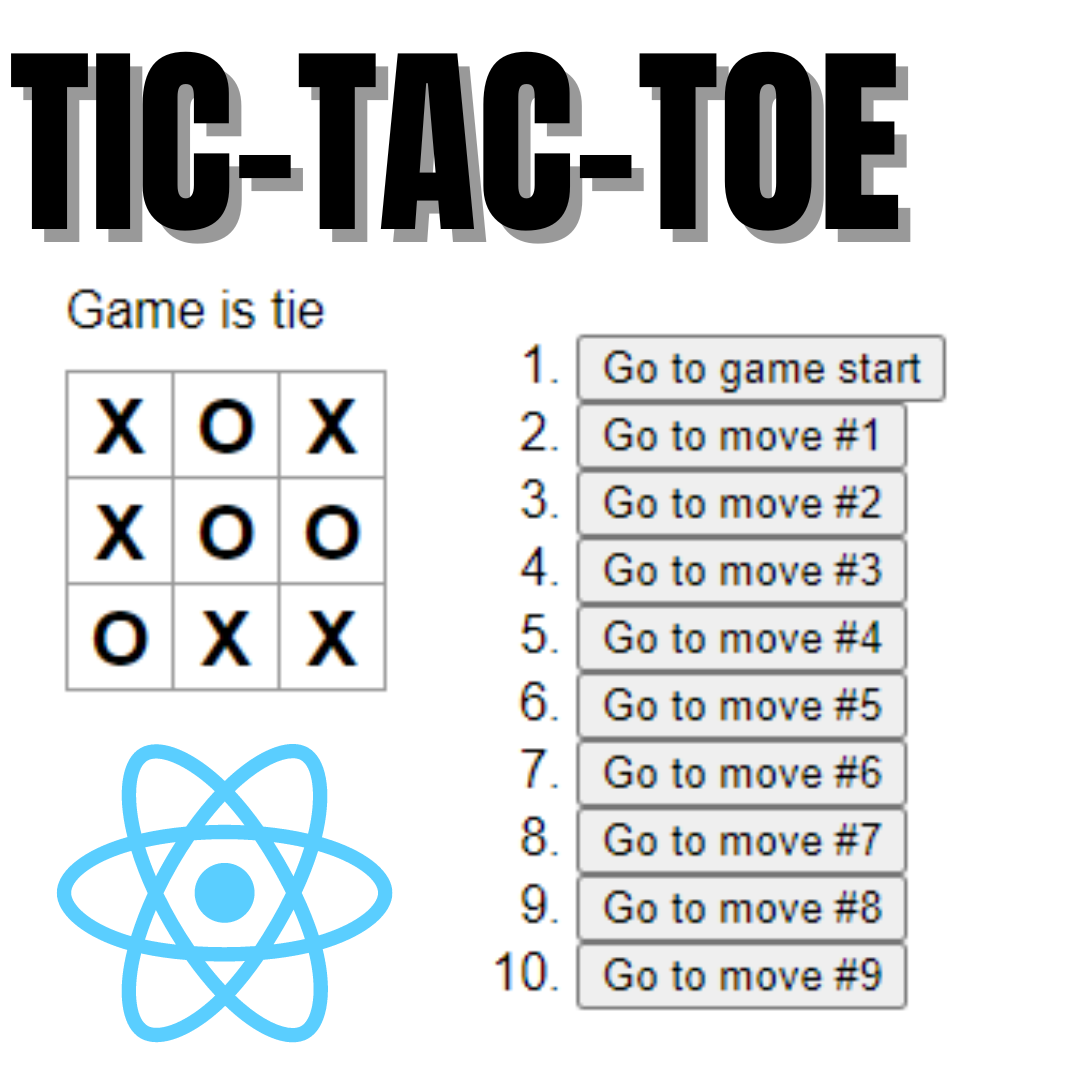 TIC-TAC-TOE
Game is tie
X O X
X O O
O X X
1. Go to game start
2. Go to move #1
3. Go to move #2
4. Go to move #3
5. Go to move #4
6. Go to move #5
7. Go to move #6
8. Go to move #7
9. Go to move #8
10. Go to move #9